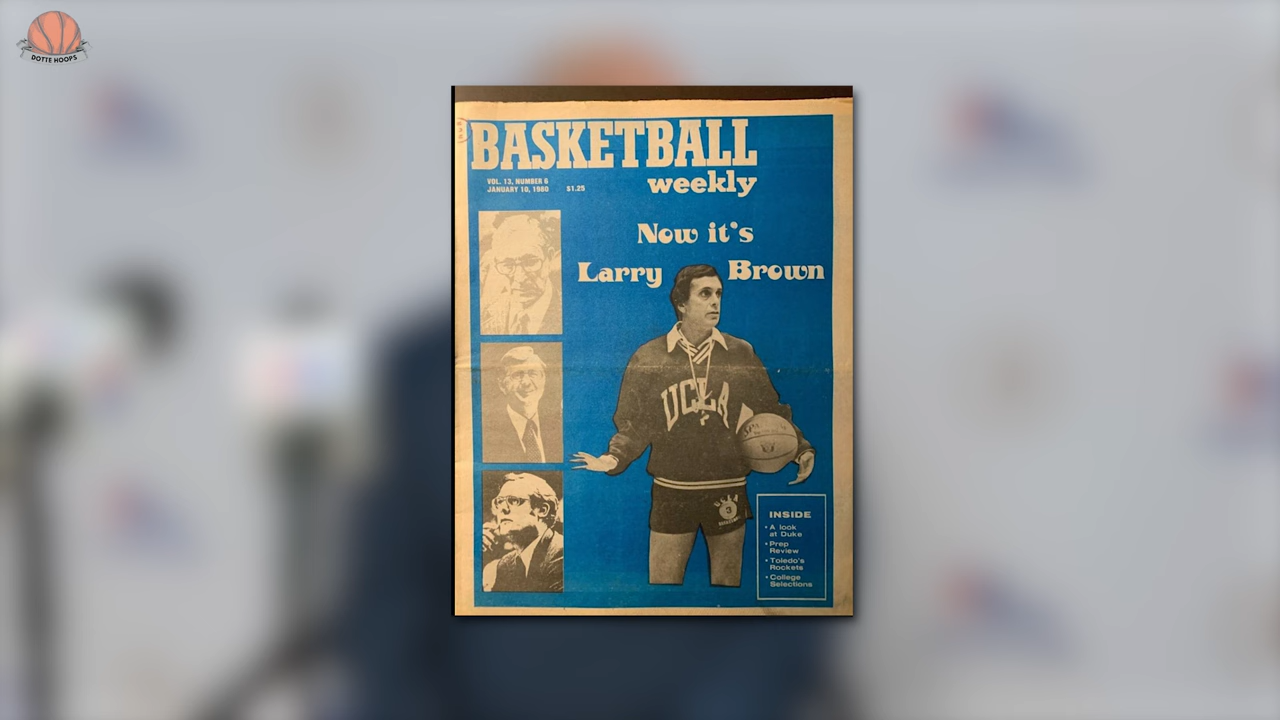 DOTTE HOOPS
BASKETBALL
weekly
VOL. 13, NUMBER 6
JANUARY 10, 1980 $1.25
Now it's
Larry Brown
UCLA
INSIDE
• A look
at Duke
• Prep
Review
• Toledo's
Rockets
• College
Selections